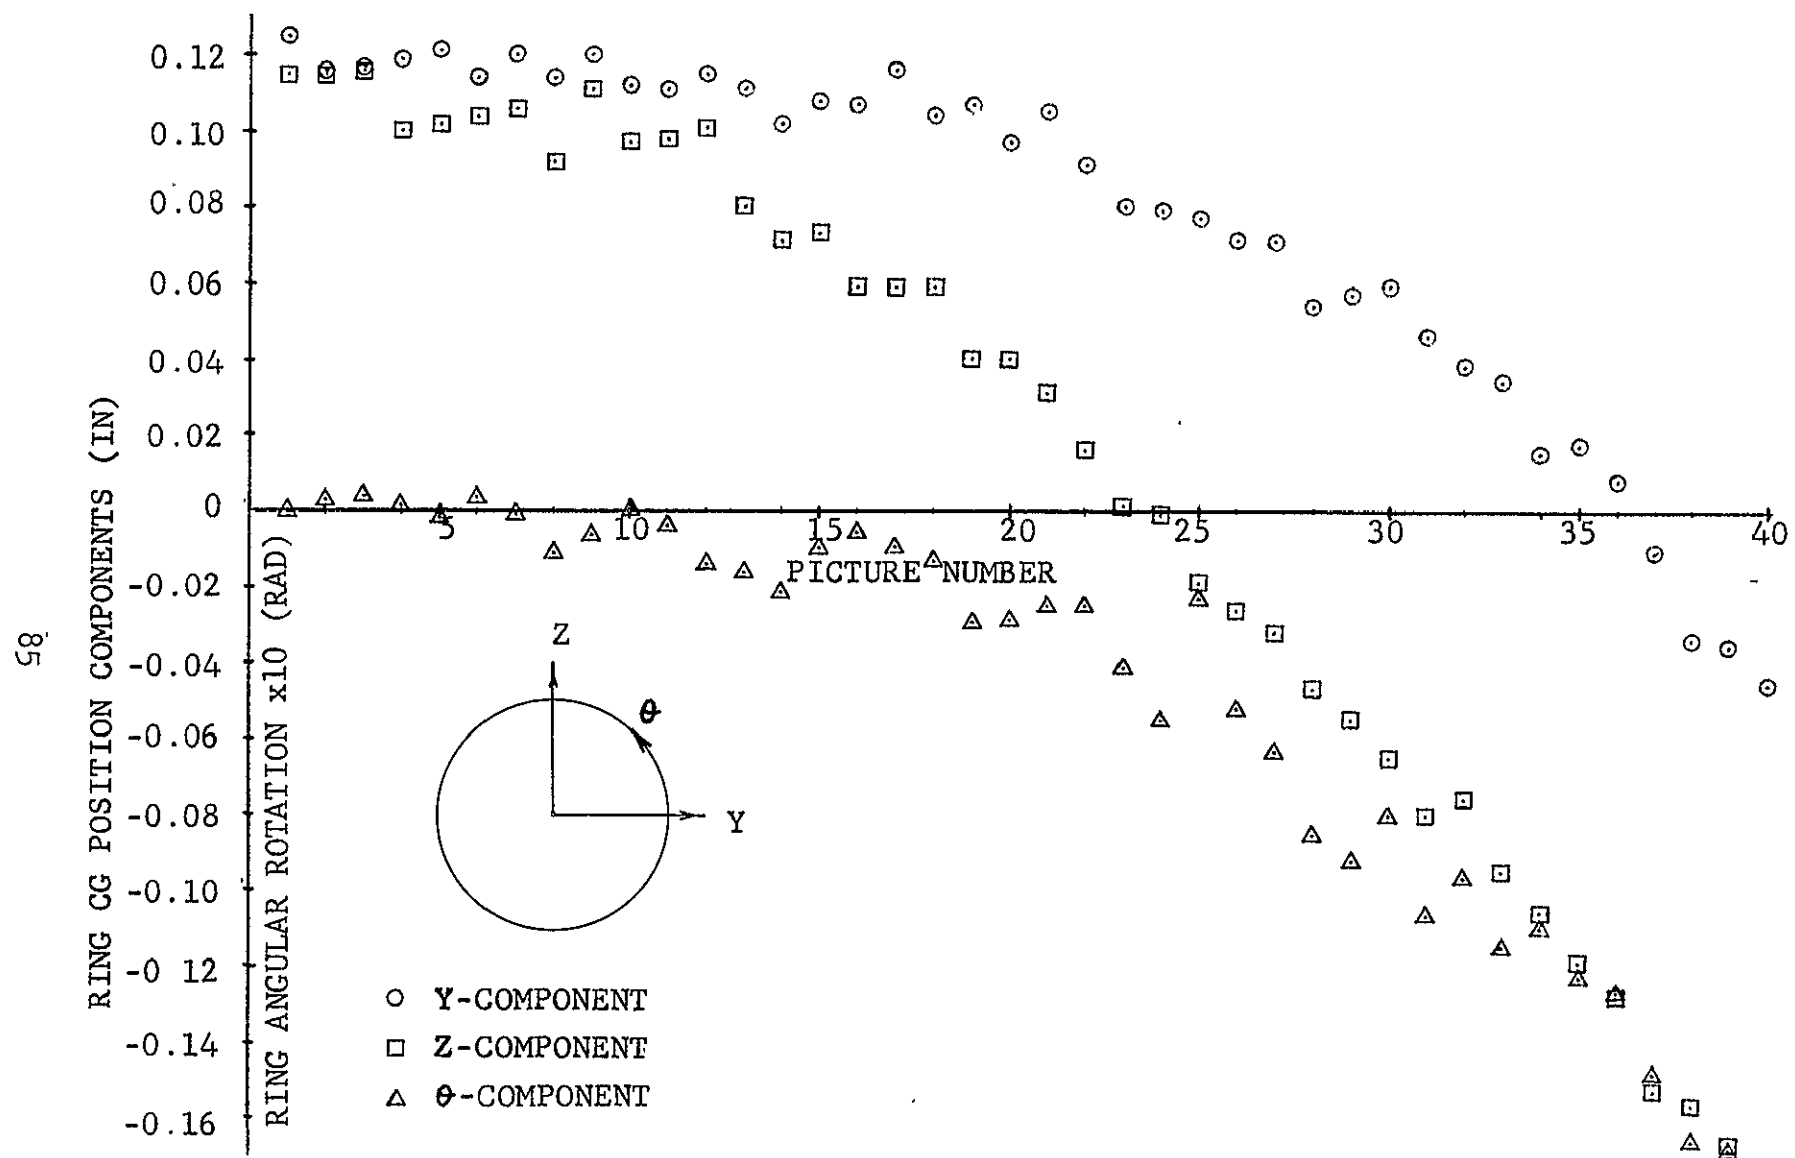 RING CG POSITION COMPONENTS (IN)
RING ANGULAR ROTATION x10 (RAD)
0.12
0.10
0.08
0.06
0.04
0.02
0
-0.02
-0.04
-0.06
-0.08
-0.10
-0 12
-0.14
-0.16
5
10
15
20
25
30
35
40
PICTURE NUMBER
Z
θ
Y
Y-COMPONENT
Z-COMPONENT
θ-COMPONENT
85